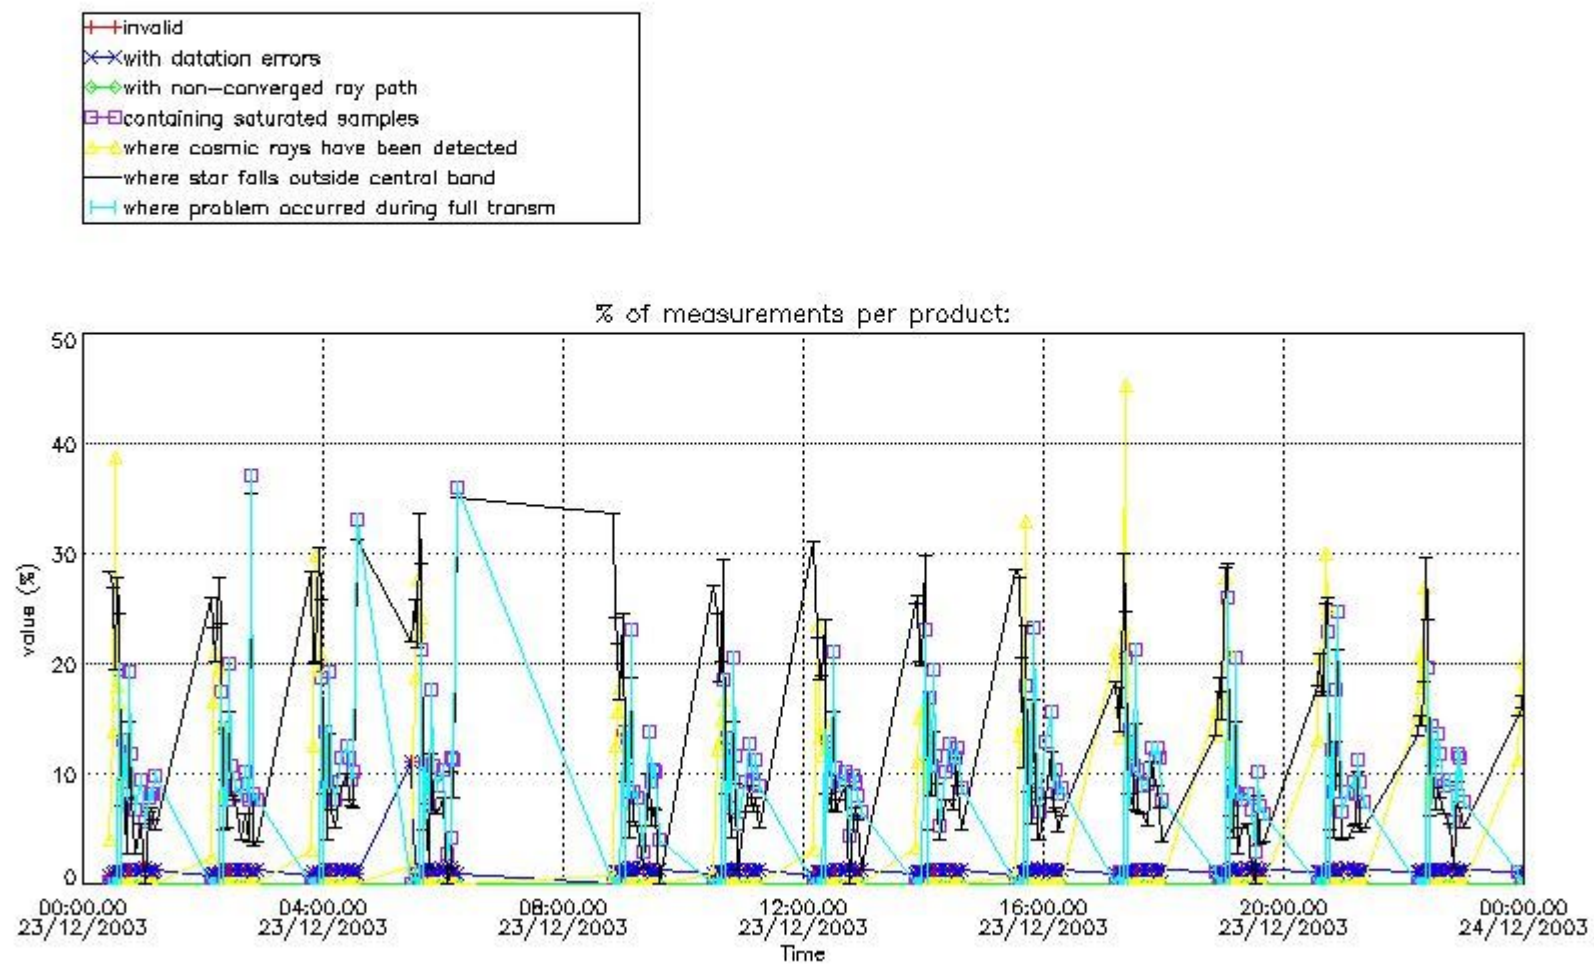 invalid
with datation errors
with non-converged ray path
containing saturated samples
where cosmic rays have been detected
where star falls outside central band
where problem occurred during full transm
% of measurements per product:
50
40
30
20
10
0
value (%)
00:00:00 04:00:00 08:00:00 12:00:00 16:00:00 20:00:00 00:00:00
23/12/2003 23/12/2003 23/12/2003 23/12/2003 23/12/2003 23/12/2003 24/12/2003
Time